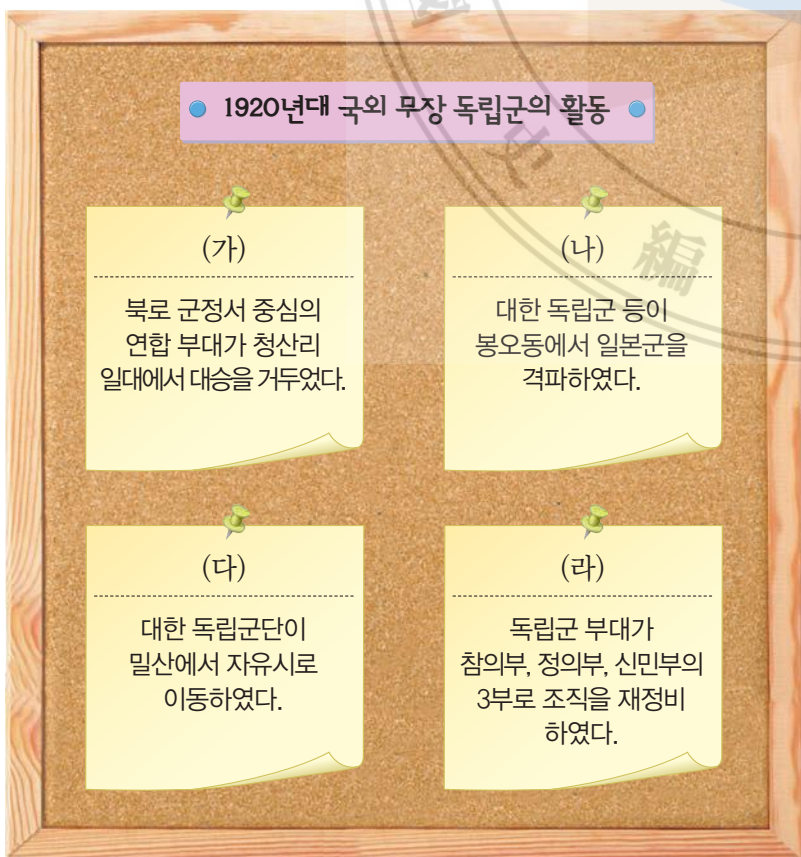 1920년대 국외 무장 독립군의 활동
(가)
북로 군정서 중심의
연합 부대가 청산리
일대에서 대승을 거두었다.
(나)
대한 독립군 등이
봉오동에서 일본군을
격파하였다.
(다)
대한 독립군단이
밀산에서 자유시로
이동하였다.
(라)
독립군 부대가
참의부, 정의부, 신민부의
3부로 조직을 재정비
하였다.
史
編